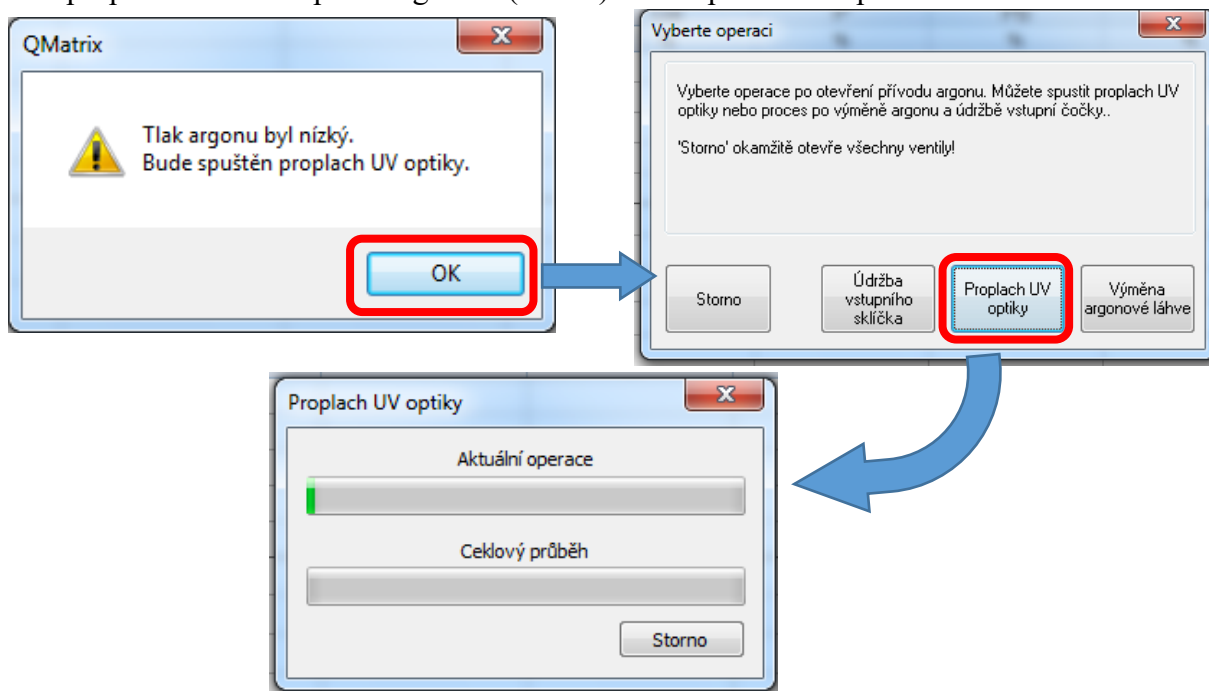 QMatrix
Tlak argonu byl nízký.
Bude spuštěn proplach UV optiky.
OK
Vyberte operaci
Vyberte operace po otevření přívodu argonu. Můžete spustit proplach UV
optiky nebo proces po výměně argonu a údržbě vstupní čočky..
'Storno' okamžitě otevře všechny ventily!
Storno
Údržba
vstupního
sklíčka
Proplach UV
optiky
Výměna
argonové láhve
Proplach UV optiky
Aktuální operace
Ceklový průběh
Storno